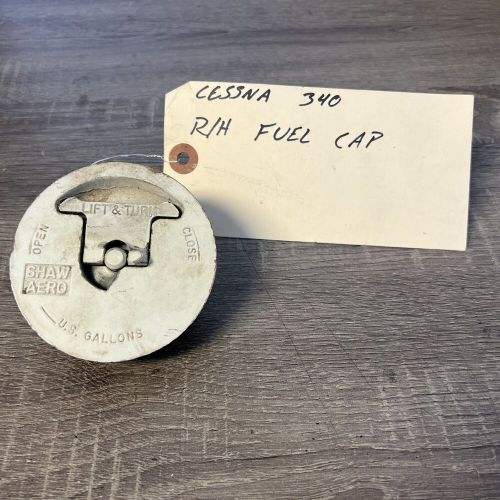 CESSNA 340
R/H FUEL CAP
LIFT & TURN
OPEN
CLOSE
SHAW
AERO
U.S. GALLONS